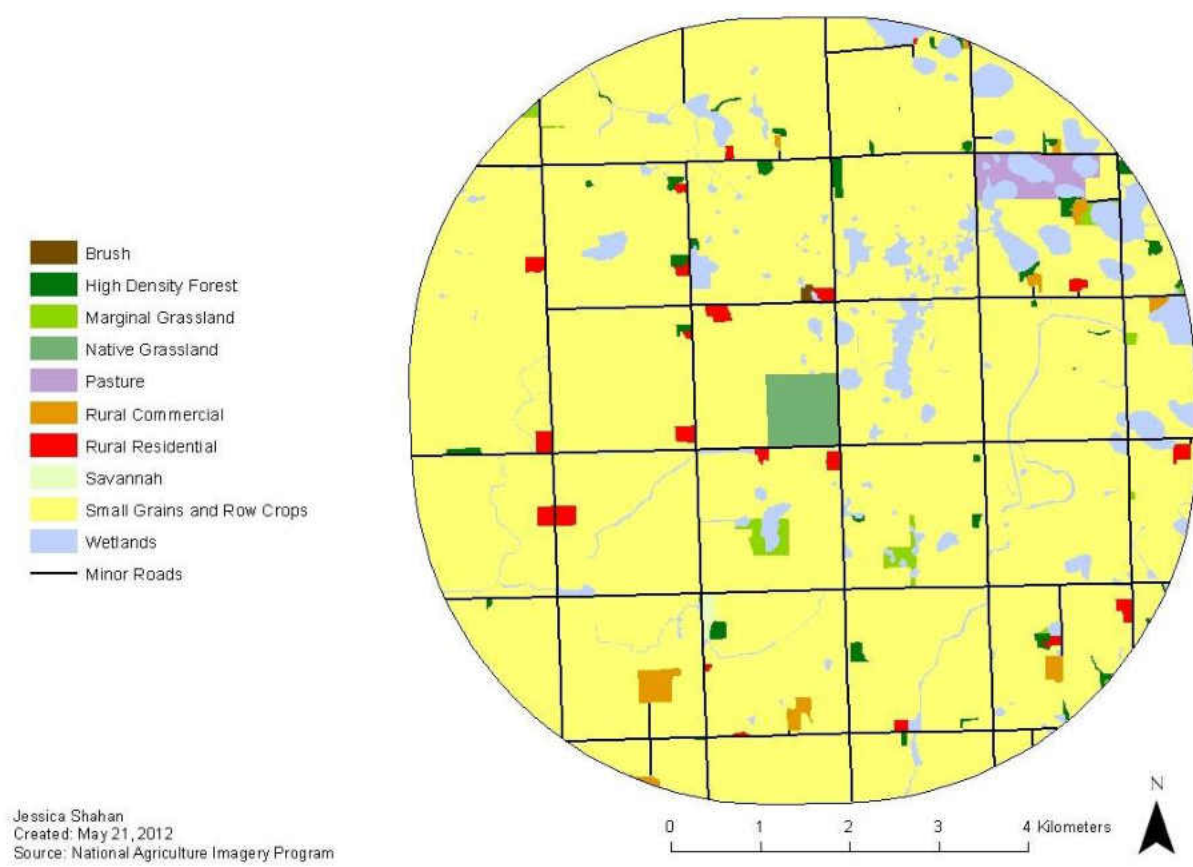 Brush
High Density Forest
Marginal Grassland
Native Grassland
Pasture
Rural Commercial
Rural Residential
Savannah
Small Grains and Row Crops
Wetlands
Minor Roads
Jessica Shahan
Created: May 21, 2012
Source: National Agriculture Imagery Program
0 1 2 3 4 Kilometers
N